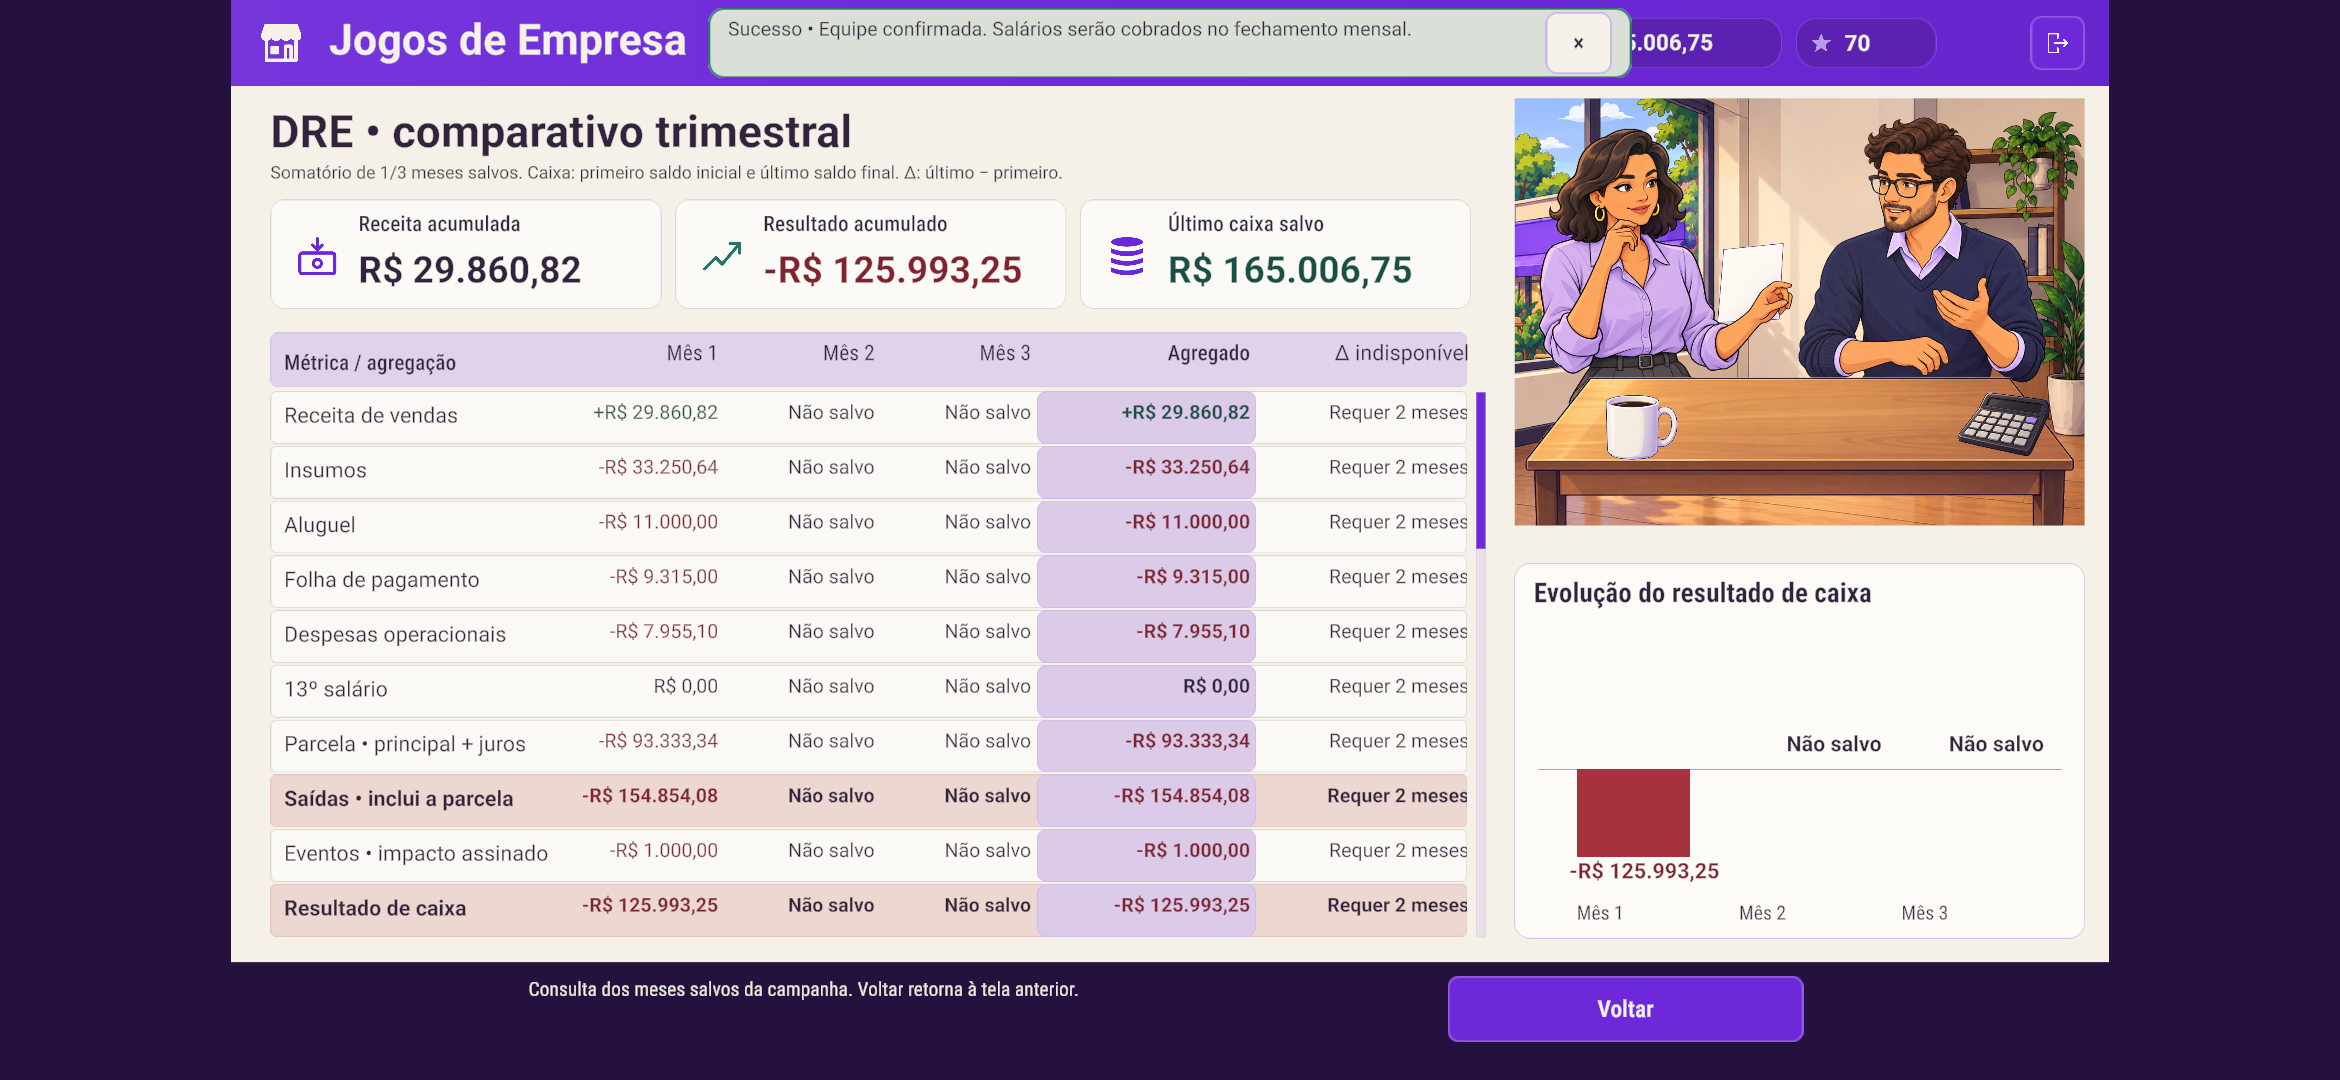 Jogos de Empresa
Sucesso • Equipe confirmada. Salários serão cobrados no fechamento mensal.
×
5.006,75
70
DRE • comparativo trimestral
Somatório de 1/3 meses salvos. Caixa: primeiro saldo inicial e último saldo final. Δ: último − primeiro.
Receita acumulada
R$ 29.860,82
Resultado acumulado
-R$ 125.993,25
Último caixa salvo
R$ 165.006,75
Métrica / agregação Mês 1 Mês 2 Mês 3 Agregado Δ indisponível
Receita de vendas +R$ 29.860,82 Não salvo Não salvo +R$ 29.860,82 Requer 2 meses
Insumos -R$ 33.250,64 Não salvo Não salvo -R$ 33.250,64 Requer 2 meses
Aluguel -R$ 11.000,00 Não salvo Não salvo -R$ 11.000,00 Requer 2 meses
Folha de pagamento -R$ 9.315,00 Não salvo Não salvo -R$ 9.315,00 Requer 2 meses
Despesas operacionais -R$ 7.955,10 Não salvo Não salvo -R$ 7.955,10 Requer 2 meses
13º salário R$ 0,00 Não salvo Não salvo R$ 0,00 Requer 2 meses
Parcela • principal + juros -R$ 93.333,34 Não salvo Não salvo -R$ 93.333,34 Requer 2 meses
Saídas • inclui a parcela -R$ 154.854,08 Não salvo Não salvo -R$ 154.854,08 Requer 2 meses
Eventos • impacto assinado -R$ 1.000,00 Não salvo Não salvo -R$ 1.000,00 Requer 2 meses
Resultado de caixa -R$ 125.993,25 Não salvo Não salvo -R$ 125.993,25 Requer 2 meses
Evolução do resultado de caixa
Não salvo Não salvo
-R$ 125.993,25
Mês 1 Mês 2 Mês 3
Consulta dos meses salvos da campanha. Voltar retorna à tela anterior.
Voltar